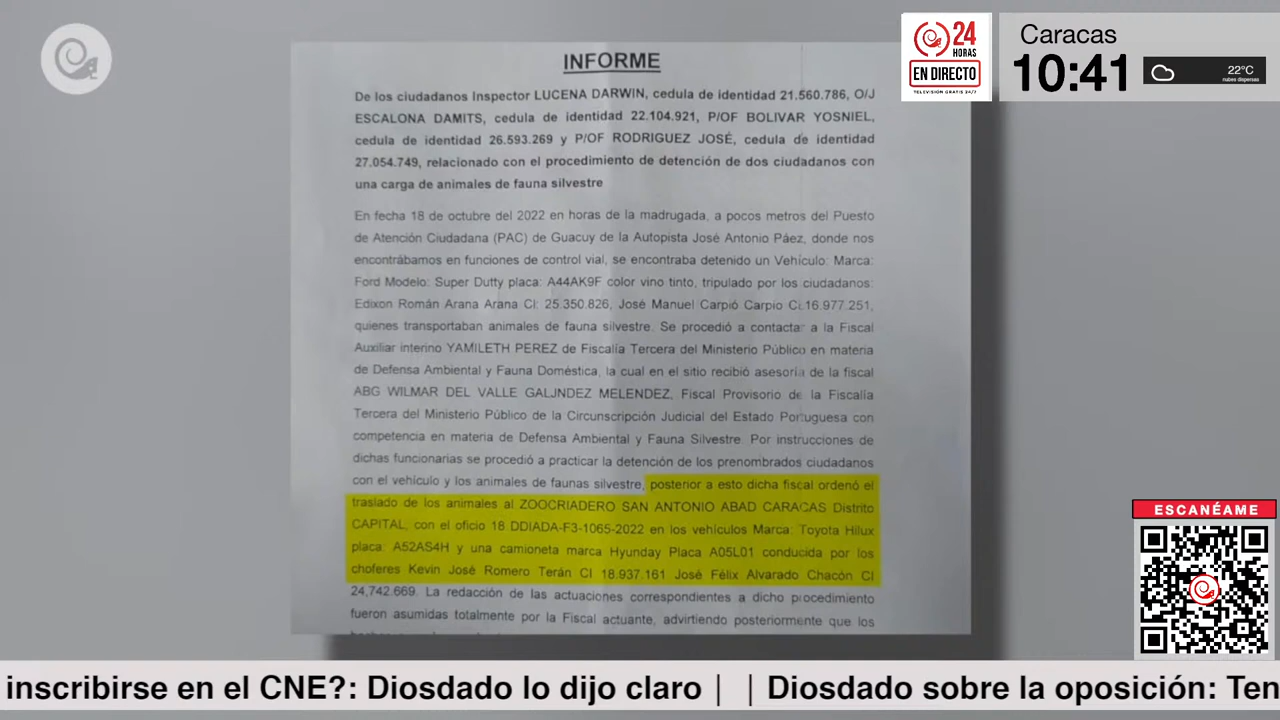 INFORME
De los ciudadanos Inspector LUCENA DARWIN, cedula de identidad 21.560.786, O/J
ESCALONA DAMITS, cedula de identidad 22.104.921, P/OF BOLIVAR YOSNIEL,
cedula de identidad 26.593.269 y P/OF RODRIGUEZ JOSÉ, cedula de identidad
27.054.749, relacionado con el procedimiento de detención de dos ciudadanos con
una carga de animales de fauna silvestre
En fecha 18 de octubre del 2022 en horas de la madrugada, a pocos metros del Puesto
de Atención Ciudadana (PAC) de Guacuy de la Autopista José Antonio Páez, donde nos
encontrábamos en funciones de control vial, se encontraba detenido un Vehículo: Marca:
Ford Modelo: Super Dutty placa: A44AK9F color vino tinto, tripulado por los ciudadanos:
Edixon Román Arana Arana CI: 25.350.826, José Manuel Carpió Carpio CI:16.977.251,
quienes transportaban animales de fauna silvestre. Se procedió a contactar a la Fiscal
Auxiliar interino YAMILETH PEREZ de Fiscalía Tercera del Ministerio Público en materia
de Defensa Ambiental y Fauna Doméstica, la cual en el sitio recibió asesoría de la fiscal
ABG WILMAR DEL VALLE GALJNDEZ MELENDEZ, Fiscal Provisorio de la Fiscalía
Tercera del Ministerio Público de la Circunscripción Judicial del Estado Portuguesa con
competencia en materia de Defensa Ambiental y Fauna Silvestre. Por instrucciones de
dichas funcionarias se procedió a practicar la detención de los prenombrados ciudadanos
con el vehículo y los animales de faunas silvestre, posterior a esto dicha fiscal ordenó el
traslado de los animales al ZOOCRIADERO SAN ANTONIO ABAD CARACAS Distrito
CAPITAL, con el oficio 18 DDIADA-F3-1065-2022 en los vehículos Marca: Toyota Hilux
placa: A52AS4H y una camioneta marca Hyunday Placa A05L01 conducida por los
choferes Kevin José Romero Terán CI 18.937.161 José Félix Alvarado Chacón CI
24,742.669. La redacción de las actuaciones correspondientes a dicho procedimiento
fueron asumidas totalmente por la Fiscal actuante, advirtiendo posteriormente que los
24
HORAS
EN DIRECTO
TELEVISIÓN GRATIS 24/7
Caracas
10:41
22°C
nubes dispersas
ESCANÉAME
inscribirse en el CNE?: Diosdado lo dijo claro | | Diosdado sobre la oposición: Ten